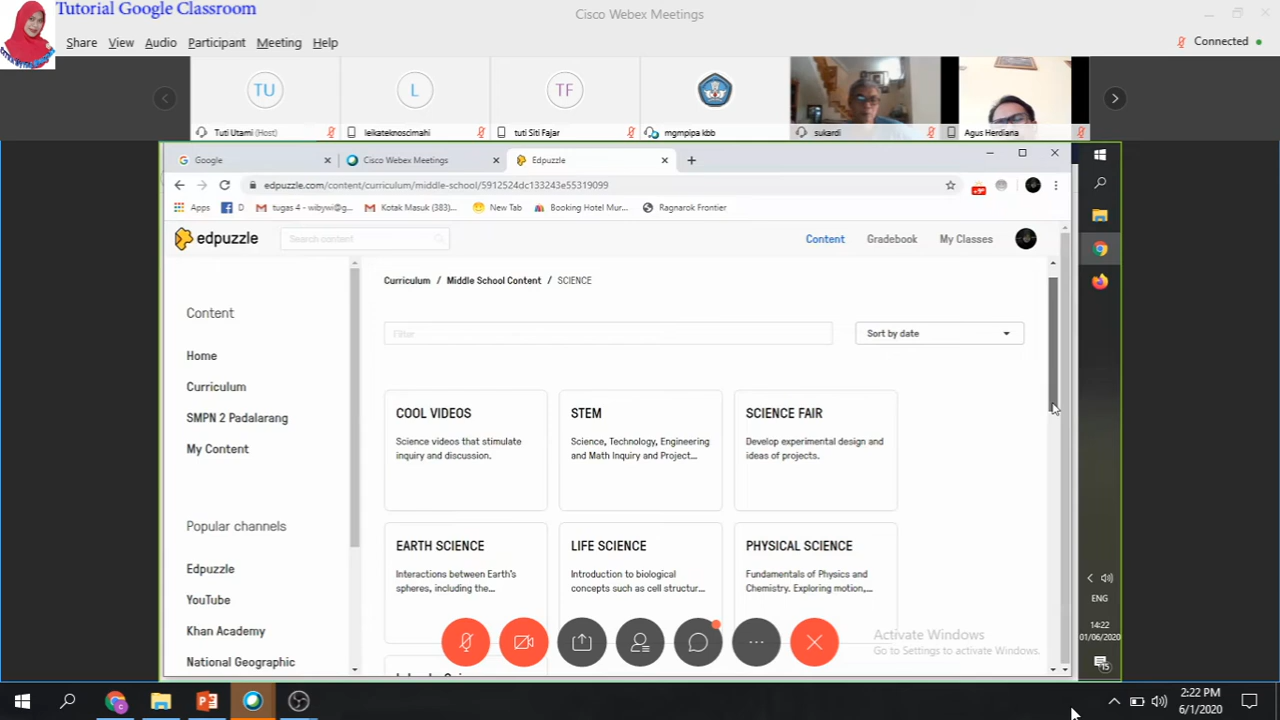 Tutorial Google Classroom
Cisco Webex Meetings
Share View Audio Participant Meeting Help
Connected
TU
L
TF
Tuti Utami (Host)
leikateknoscimahi
tuti Siti Fajar
mgmpipa kbb
sukardi
Agus Herdiana
Google
Cisco Webex Meetings
Edpuzzle
edpuzzle.com/content/curriculum/middle-school/5912524dc133243e55319099
Apps
D
tugas 4 - wibywi@g...
Kotak Masuk (383)...
New Tab
Booking Hotel Mur...
Ragnarok Frontier
edpuzzle
Search content
Content
Gradebook
My Classes
Curriculum / Middle School Content / SCIENCE
Filter
Sort by date
Content
Home
Curriculum
SMPN 2 Padalarang
My Content
Popular channels
Edpuzzle
YouTube
Khan Academy
National Geographic
COOL VIDEOS
Science videos that stimulate
inquiry and discussion.
STEM
Science, Technology, Engineering
and Math Inquiry and Project...
SCIENCE FAIR
Develop experimental design and
ideas of projects.
EARTH SCIENCE
Interactions between Earth's
spheres, including the...
LIFE SCIENCE
Introduction to biological
concepts such as cell structur...
PHYSICAL SCIENCE
Fundamentals of Physics and
Chemistry. Exploring motion,...
Activate Windows
Go to Settings to activate Windows.
ENG
14:22
01/06/2020
15
2:22 PM
6/1/2020